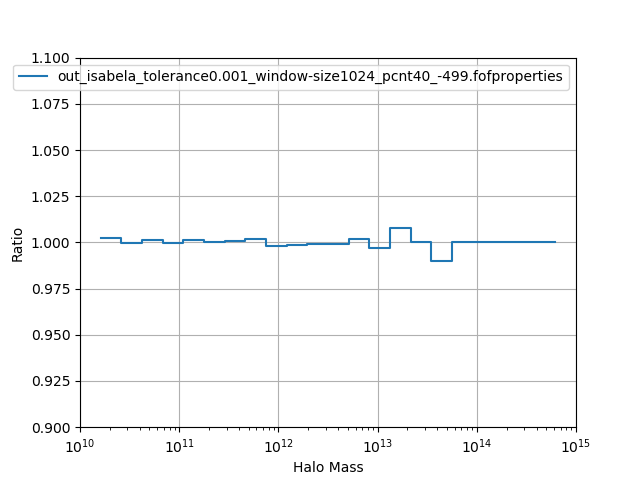 out_isabela_tolerance0.001_window-size1024_pcnt40_-499.fofproperties
1.100
1.075
1.050
1.025
1.000
0.975
0.950
0.925
0.900
Ratio
10^10 10^11 10^12 10^13 10^14 10^15
Halo Mass